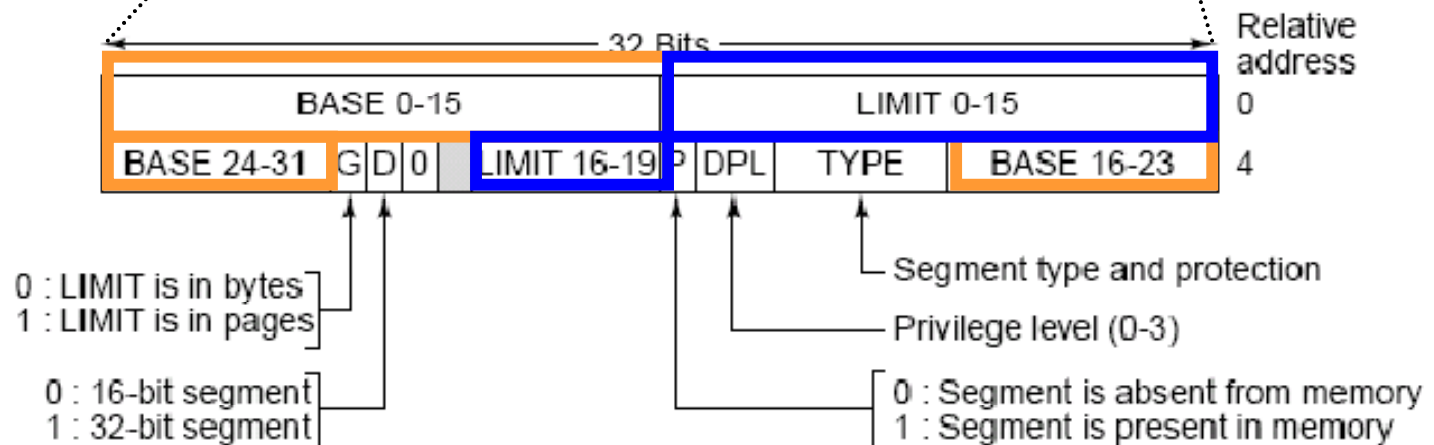 32 Bits
Relative
address
BASE 0-15 LIMIT 0-15 0
BASE 24-31 G D 0 LIMIT 16-19 P DPL TYPE BASE 16-23 4
0 : LIMIT is in bytes
1 : LIMIT is in pages
0 : 16-bit segment
1 : 32-bit segment
Segment type and protection
Privilege level (0-3)
0 : Segment is absent from memory
1 : Segment is present in memory